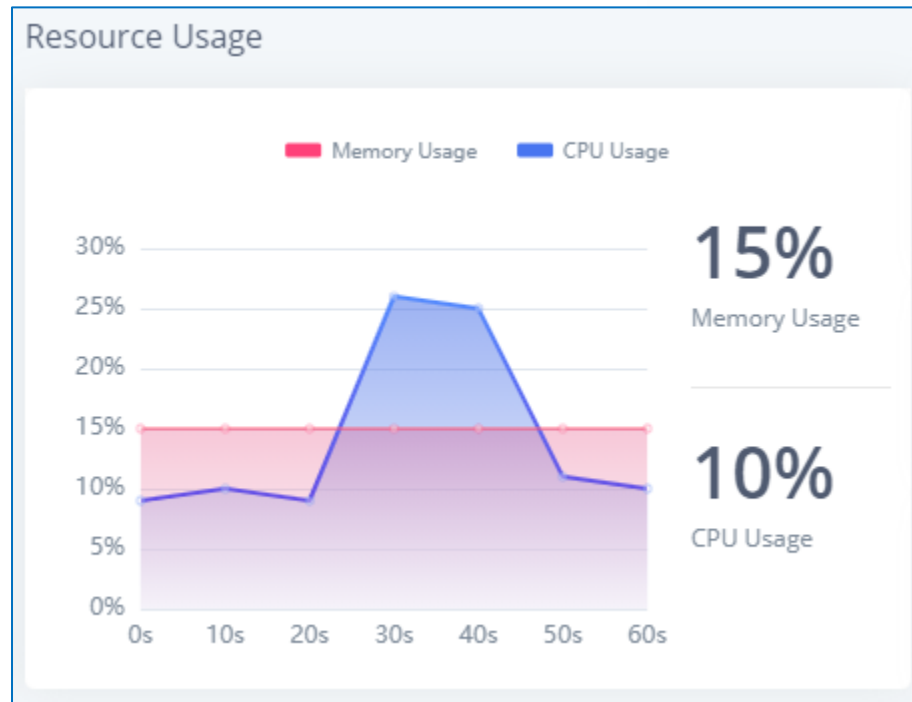 Resource Usage
Memory Usage
CPU Usage
30%
25%
20%
15%
10%
5%
0%
0s
10s
20s
30s
40s
50s
60s
15%
Memory Usage
10%
CPU Usage